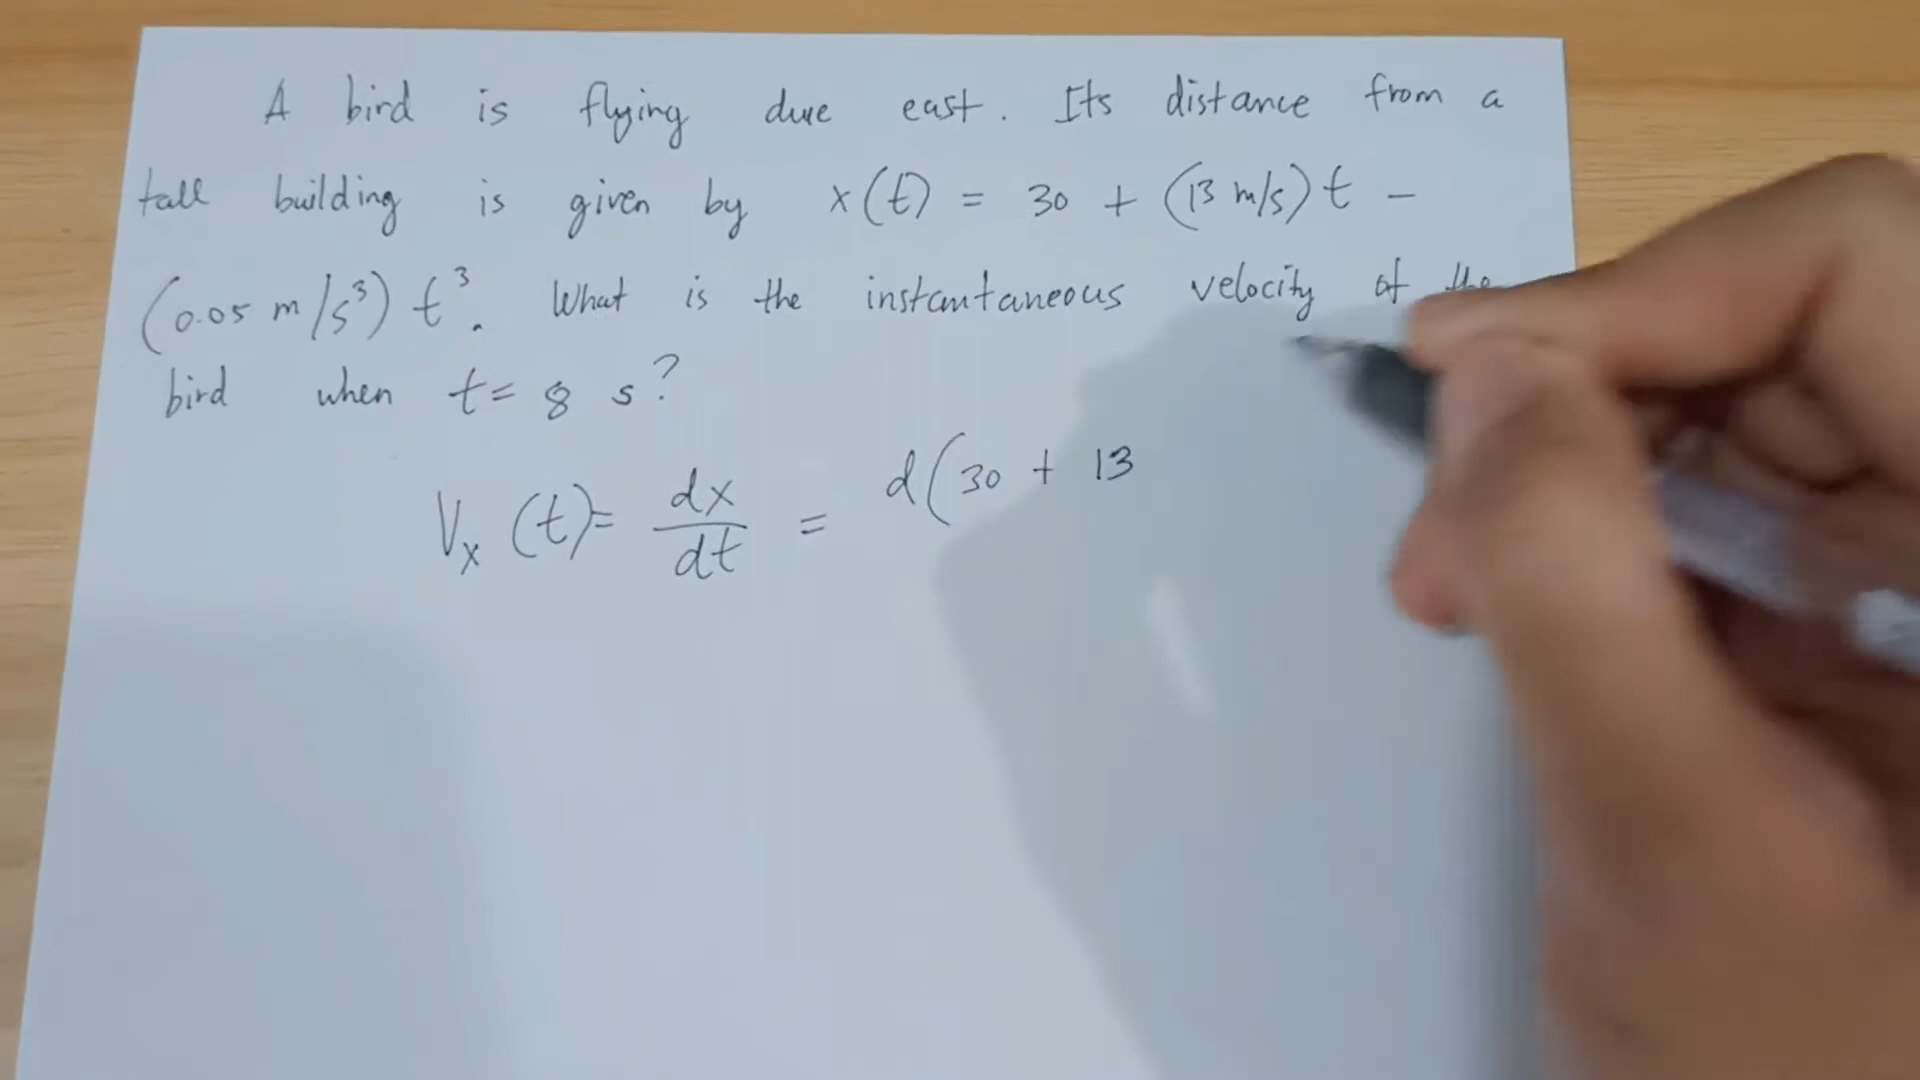 A bird is flying due east. Its distance from a
tall building is given by x(t) = 30 + (13 m/s) t -
(0.05 m/s³) t³. What is the instantaneous velocity of the
bird when t = 8 s?
Vx (t) = dx/dt = d(30 + 13